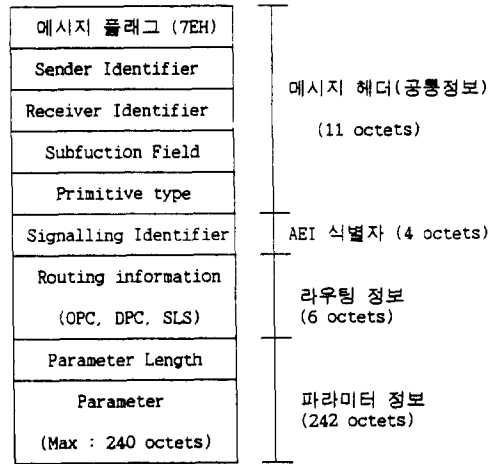 메시지 플래그 (7EH)
Sender Identifier
Receiver Identifier
Subfuction Field
Primitive type
Signalling Identifier
Routing information
(OPC, DPC, SLS)
Parameter Length
Parameter
(Max : 240 octets)
메시지 헤더(공통정보)
(11 octets)
AEI 식별자 (4 octets)
라우팅 정보
(6 octets)
파라미터 정보
(242 octets)